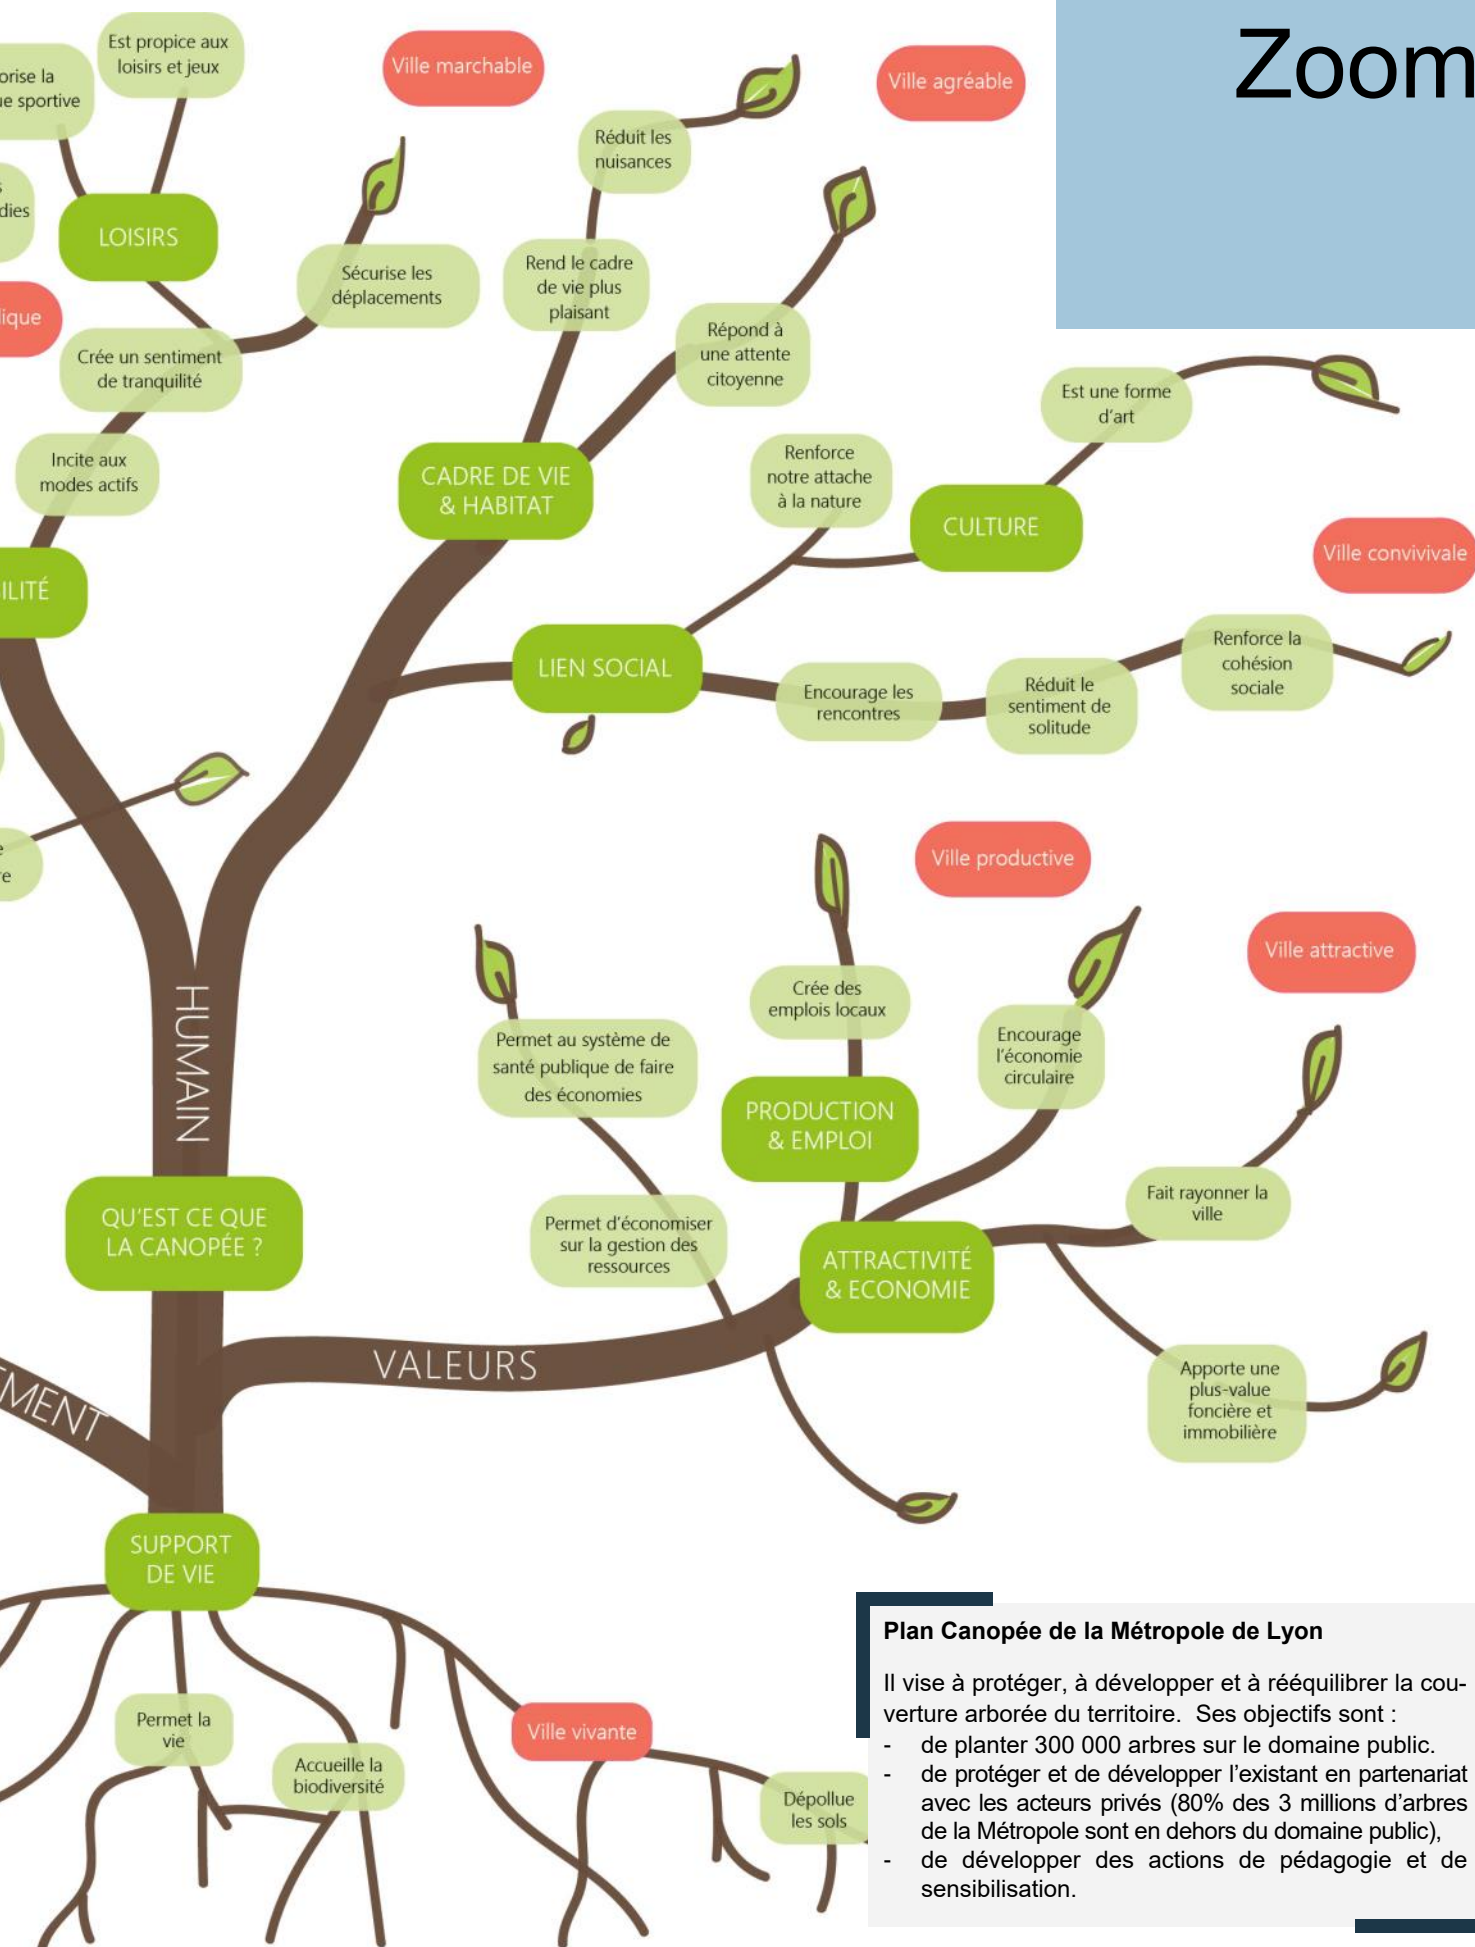 Zoom
Est propice aux
loisirs et jeux
orise la
ue sportive
dies
LOISIRS
Ville marchable
Ville agréable
Réduit les
nuisances
Sécurise les
déplacements
Rend le cadre
de vie plus
plaisant
Répond à
une attente
citoyenne
ique
Crée un sentiment
de tranquilité
Incite aux
modes actifs
Est une forme
d'art
CADRE DE VIE
& HABITAT
Renforce
notre attache
à la nature
CULTURE
Ville convivivale
ILITÉ
LIEN SOCIAL
Encourage les
rencontres
Réduit le
sentiment de
solitude
Renforce la
cohésion
sociale
e
re
Ville productive
Ville attractive
HUMAIN
Crée des
emplois locaux
Permet au système de
santé publique de faire
des économies
Encourage
l'économie
circulaire
PRODUCTION
& EMPLOI
Fait rayonner la
ville
QU'EST CE QUE
LA CANOPÉE ?
Permet d'économiser
sur la gestion des
ressources
ATTRACTIVITÉ
& ECONOMIE
VALEURS
Apporte une
plus-value
foncière et
immobilière
EMENT
SUPPORT
DE VIE
Permet la
vie
Accueille la
biodiversité
Ville vivante
Dépollue
les sols
Plan Canopée de la Métropole de Lyon
Il vise à protéger, à développer et à rééquilibrer la cou-
verture arborée du territoire. Ses objectifs sont :
- de planter 300 000 arbres sur le domaine public.
- de protéger et de développer l'existant en partenariat
avec les acteurs privés (80% des 3 millions d'arbres
de la Métropole sont en dehors du domaine public),
- de développer des actions de pédagogie et de
sensibilisation.